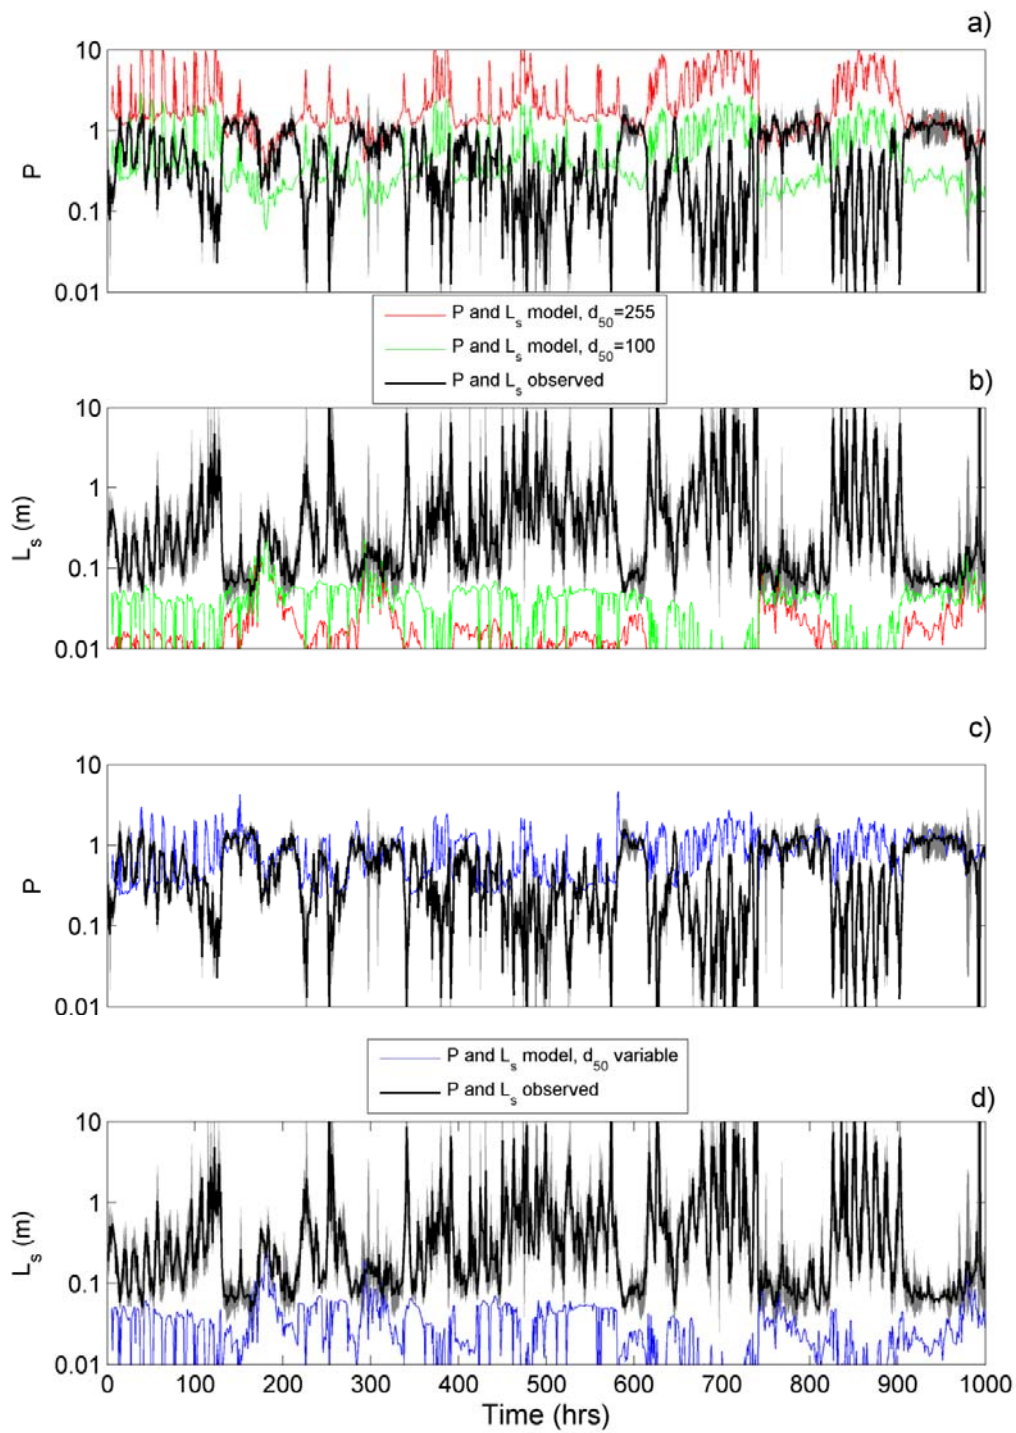 a)
10
1
0.1
0.01
P
P and Ls model, d50=255
P and Ls model, d50=100
P and Ls observed
b)
10
1
0.1
0.01
Ls (m)
c)
10
1
0.1
0.01
P
P and Ls model, d50 variable
P and Ls observed
d)
10
1
0.1
0.01
Ls (m)
0 100 200 300 400 500 600 700 800 900 1000
Time (hrs)